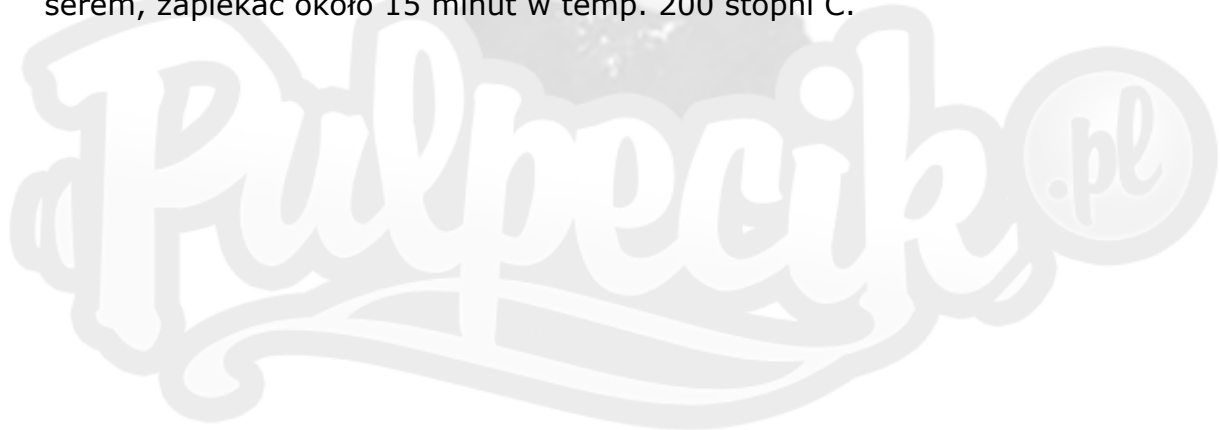 serem, zapiekać około 15 minut w temp. 200 stopni C.
Pulpecik .pl